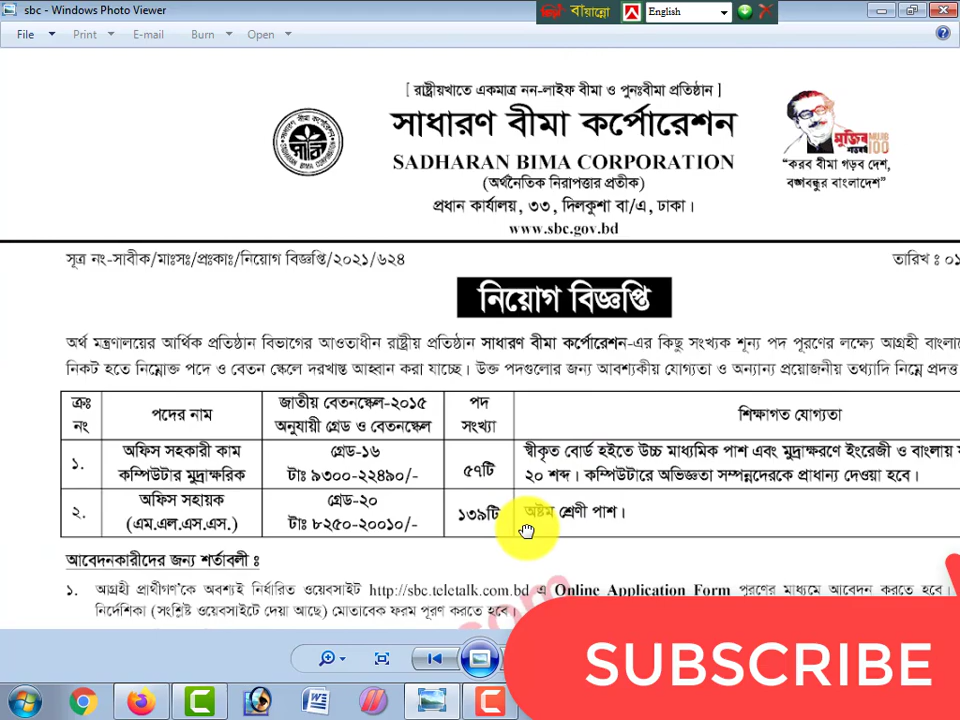 sbc - Windows Photo Viewer
বায়ান্নো
English
File Print E-mail Burn Open
[ রাষ্ট্রীয়খাতে একমাত্র নন-লাইফ বীমা ও পুনঃবীমা প্রতিষ্ঠান ]
সাধারণ বীমা কর্পোরেশন
SADHARAN BIMA CORPORATION
(অর্থনৈতিক নিরাপত্তার প্রতীক)
প্রধান কার্যালয়, ৩৩, দিলকুশা বা/এ, ঢাকা।
www.sbc.gov.bd
সাবীক
মুজিব MUJIB
শতবর্ষ 100
“করব বীমা গড়ব দেশ,
বঙ্গবন্ধুর বাংলাদেশ”
সূত্র নং-সাবীক/মাঃসঃ/প্রঃকাঃ/নিয়োগ বিজ্ঞপ্তি/২০২১/৬২৪
তারিখ : ০১
নিয়োগ বিজ্ঞপ্তি
অর্থ মন্ত্রণালয়ের আর্থিক প্রতিষ্ঠান বিভাগের আওতাধীন রাষ্ট্রীয় প্রতিষ্ঠান সাধারণ বীমা কর্পোরেশন-এর কিছু সংখ্যক শূন্য পদ পূরণের লক্ষ্যে আগ্রহী
নিকট হতে নিম্নোক্ত পদে ও বেতন স্কেলে দরখাস্ত আহ্বান করা যাচ্ছে। উক্ত পদগুলোর জন্য আবশ্যকীয় যোগ্যতা ও অন্যান্য প্রয়োজনীয় তথ্যাদি নিম্নে প্রদত্ত
ক্রঃ নং
পদের নাম
জাতীয় বেতনস্কেল-২০১৫
অনুযায়ী গ্রেড ও বেতনস্কেল
পদ সংখ্যা
শিক্ষাগত যোগ্যতা
১.
অফিস সহকারী কাম
কম্পিউটার মুদ্রাক্ষরিক
গ্রেড-১৬
টাঃ ৯৩০০-২২৪৯০/-
৫৭টি
স্বীকৃত বোর্ড হইতে উচ্চ মাধ্যমিক পাশ এবং মুদ্রাক্ষরণে ইংরেজী ও বাংলায়
২০ শব্দ। কম্পিউটারে অভিজ্ঞতা সম্পন্নদেরকে প্রাধান্য দেওয়া হবে।
২.
অফিস সহায়ক
(এম.এল.এস.এস.)
গ্রেড-২০
টাঃ ৮২৫০-২০০১০/-
১৩৯টি
অষ্টম শ্রেণী পাশ।
আবেদনকারীদের জন্য শর্তাবলী :
১. আগ্রহী প্রার্থীগণকে অবশ্যই নির্ধারিত ওয়েবসাইট http://sbc.teletalk.com.bd এ Online Application Form পূরণের মাধ্যমে আবেদন করতে হবে।
নির্দেশিকা (সংশ্লিষ্ট ওয়েবসাইটে দেয়া আছে) মোতাবেক ফরম পূরণ করতে হবে।
SUBSCRIBE